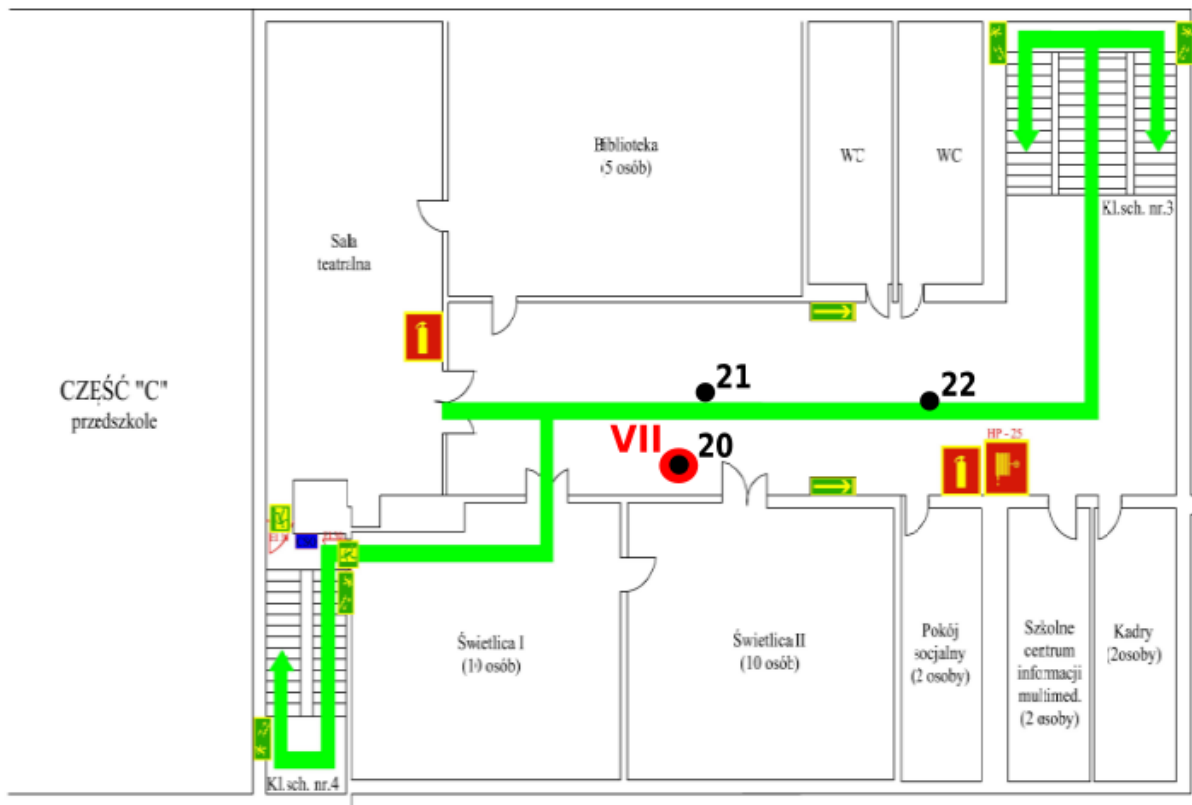 Biblioteka
(5 osób)
WC
WC
Kl.sch. nr.3
Sala
teatralna
CZĘŚĆ "C"
przedszkole
21
22
VII
20
HP - 25
Świetlica I
(10 osób)
Świetlica II
(10 osób)
Pokój
socjalny
(2 osoby)
Szkolne
centrum
informacji
multimed.
(2 osoby)
Kadry
(2osoby)
Kl.sch. nr.4